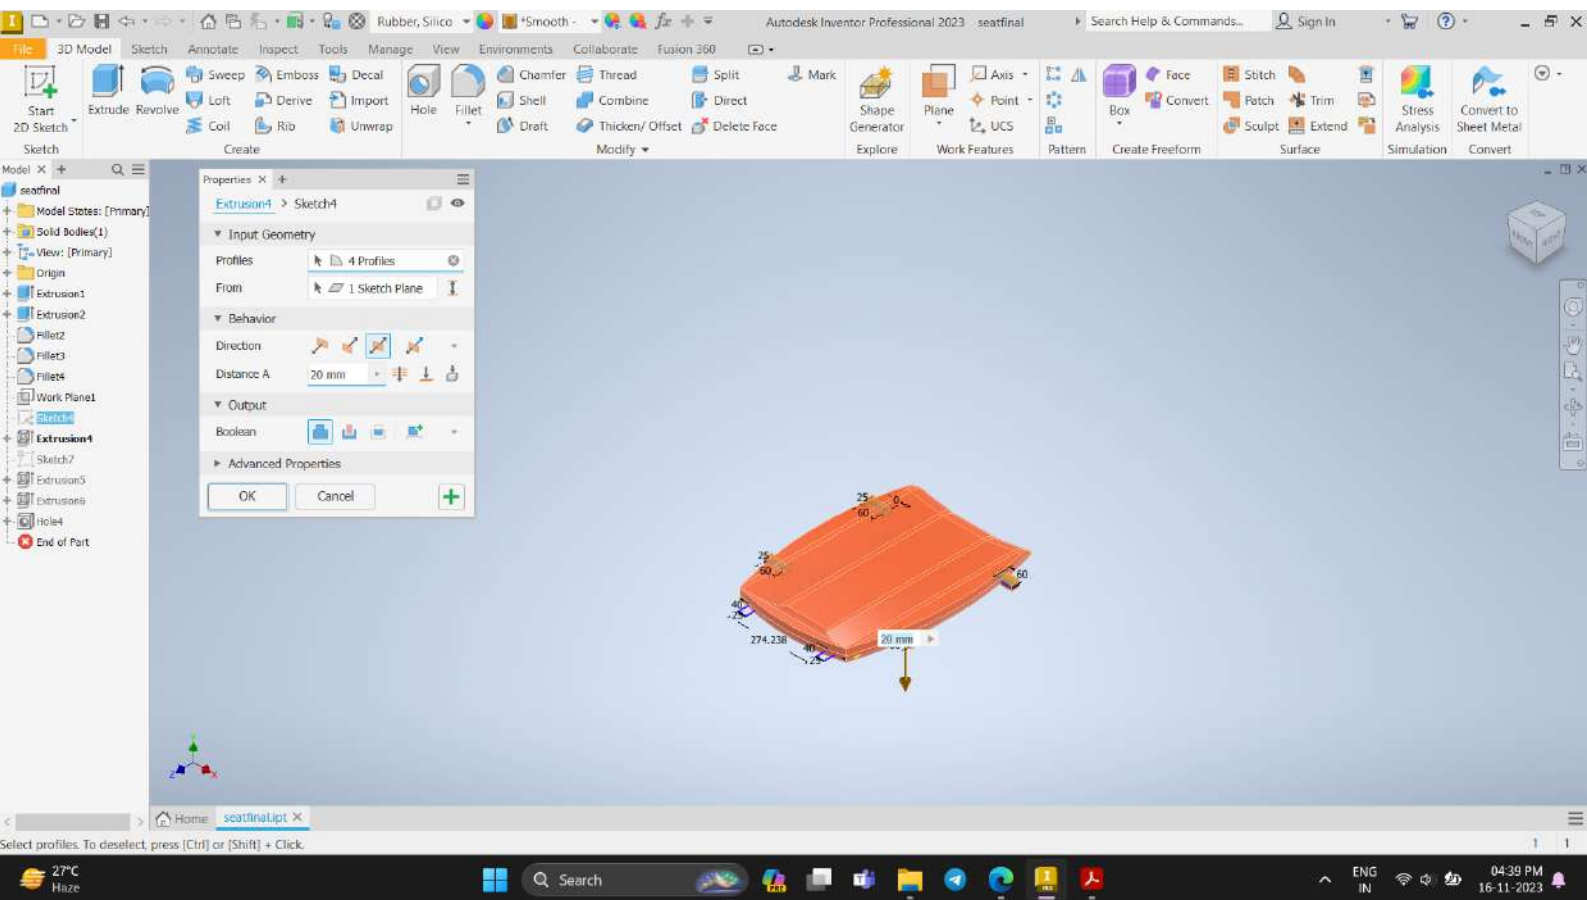 Rubber, Silico
*Smooth -
Autodesk Inventor Professional 2023 seatfinal
Search Help & Commands...
Sign In
File 3D Model Sketch Annotate Inspect Tools Manage View Environments Collaborate Fusion 360
Start
2D Sketch
Extrude
Revolve
Sweep
Emboss
Decal
Loft
Derive
Import
Coil
Rib
Unwrap
Hole
Fillet
Chamfer
Thread
Split
Mark
Shell
Combine
Direct
Draft
Thicken/ Offset
Delete Face
Shape
Generator
Plane
Axis
Point
UCS
Box
Face
Convert
Stitch
Patch
Trim
Sculpt
Extend
Stress
Analysis
Convert to
Sheet Metal
Sketch Create Modify Explore Work Features Pattern Create Freeform Surface Simulation Convert
Model
seatfinal
Model States: [Primary]
Solid Bodies(1)
View: [Primary]
Origin
Extrusion1
Extrusion2
Fillet2
Fillet3
Fillet4
Work Plane1
Sketch4
Extrusion4
Sketch7
Extrusion5
Extrusion6
Hole4
End of Part
Properties
Extrusion4 > Sketch4
Input Geometry
Profiles 4 Profiles
From 1 Sketch Plane
Behavior
Direction
Distance A 20 mm
Output
Boolean
Advanced Properties
OK Cancel
25
60
25
60
60
40
25
274.238
40
25
20 mm
Home seatfinal.ipt
Select profiles. To deselect, press [Ctrl] or [Shift] + Click.
1 1
27°C
Haze
Search
ENG
IN
04:39 PM
16-11-2023